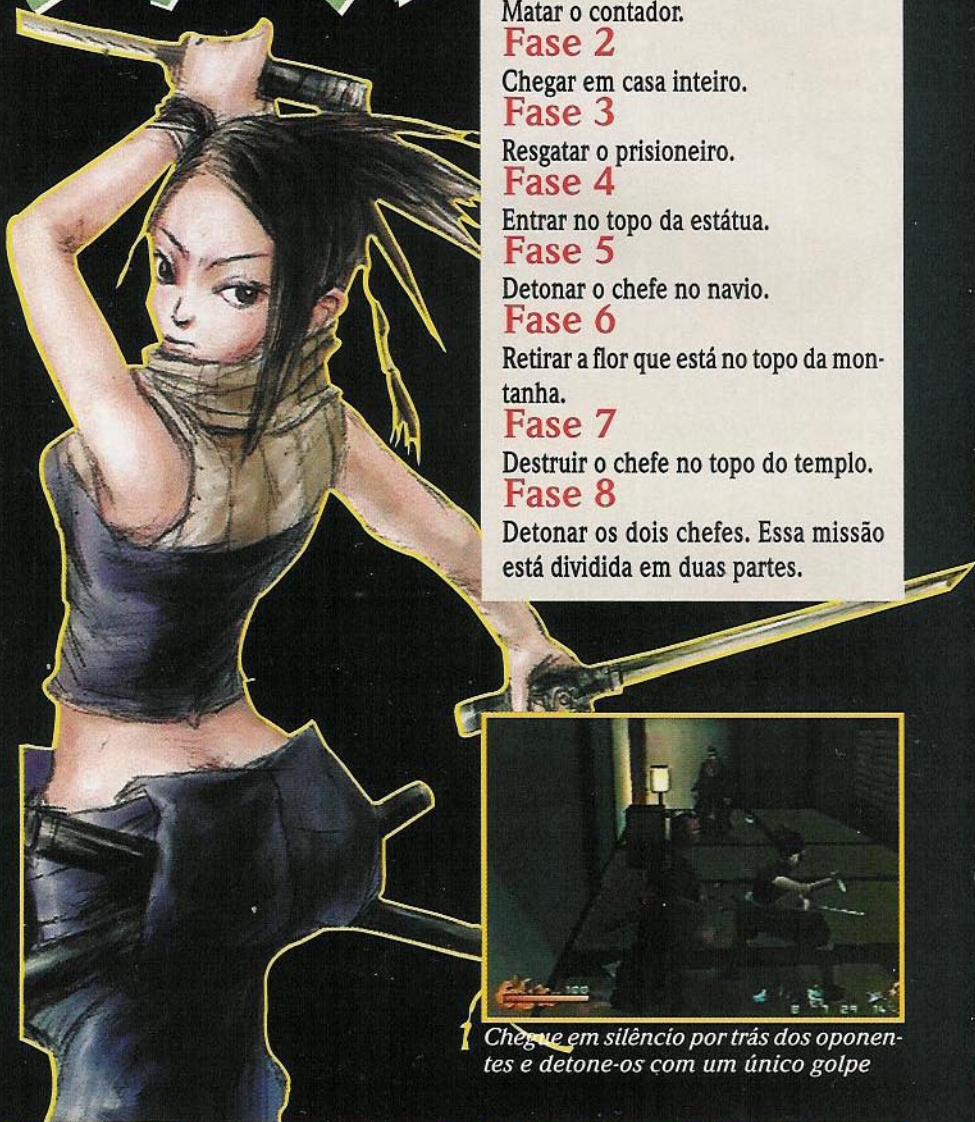 Matar o contador.
Fase 2
Chegar em casa inteiro.
Fase 3
Resgatar o prisioneiro.
Fase 4
Entrar no topo da estátua.
Fase 5
Detonar o chefe no navio.
Fase 6
Retirar a flor que está no topo da mon-
tanha.
Fase 7
Destruir o chefe no topo do templo.
Fase 8
Detonar os dois chefes. Essa missão
está dividida em duas partes.
100
Chegue em silêncio por trás dos oponen-
tes e detone-os com um único golpe